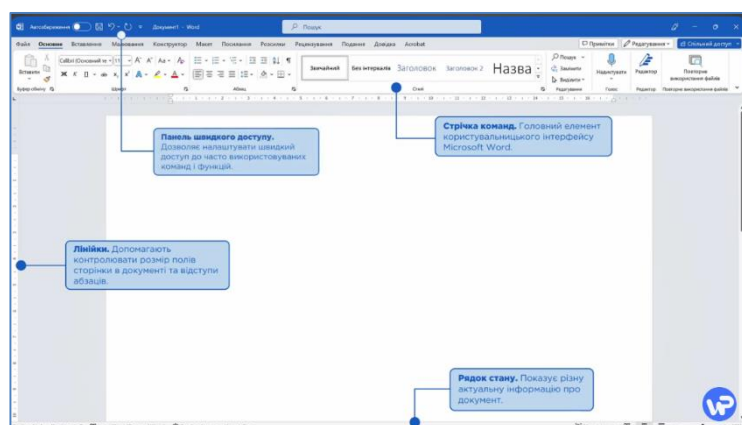 Автозбереження Документ1 - Word Пошук
Файл Основне Вставлення Малювання Конструктор Макет Посилання Розсилки Рецензування Подання Довідка Acrobat Примітки Редагування Спільний доступ
Вставити
Calibri (Основний те 11
Ж К П
Звичайний Без інтервалів Заголовок Заголовок 2 Назва
Пошук
Замінити
Виділити
Надиктувати Редактор Повторне
використання файлів
Буфер обміну Шрифт Абзац Стилі Редагування Голос Редактор Повторне використання файлів
Панель швидкого доступу.
Дозволяє налаштувати швидкий
доступ до часто використовуваних
команд і функцій.
Стрічка команд. Головний елемент
користувальницького інтерфейсу
Microsoft Word.
Лінійки. Допомагають
контролювати розмір полів
сторінки в документі та відступи
абзаців.
Рядок стану. Показує різну
актуальну інформацію про
документ.